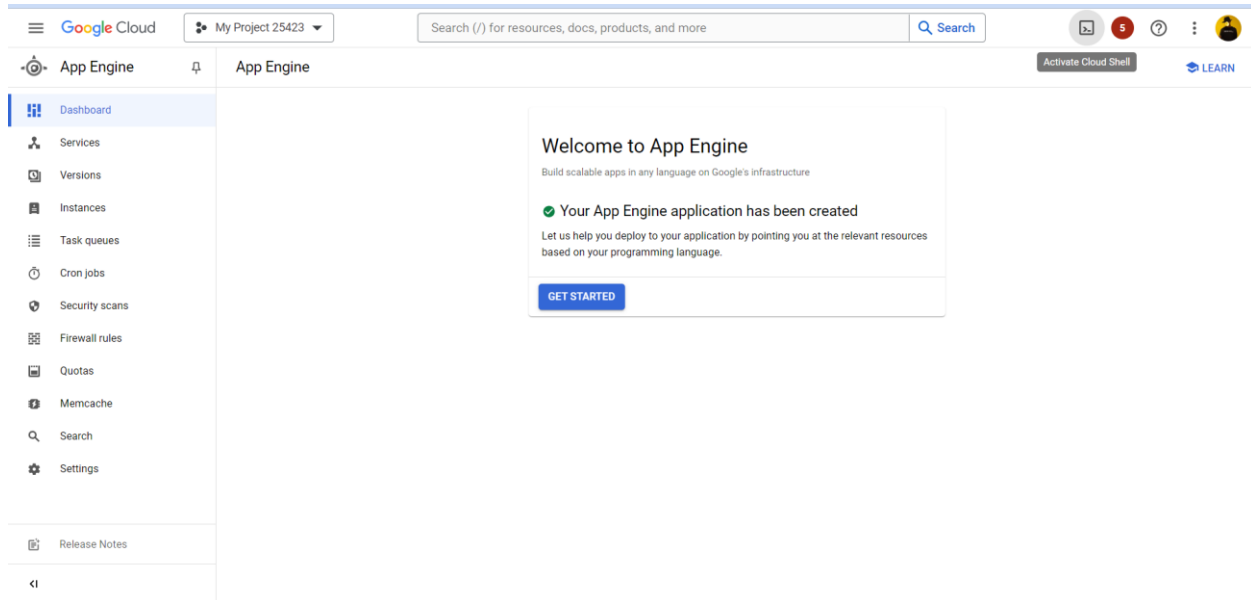 Google Cloud
My Project 25423
Search (/) for resources, docs, products, and more
Search
5
App Engine
App Engine
Activate Cloud Shell
LEARN
Dashboard
Services
Versions
Instances
Task queues
Cron jobs
Security scans
Firewall rules
Quotas
Memcache
Search
Settings
Release Notes
Welcome to App Engine
Build scalable apps in any language on Google's infrastructure
Your App Engine application has been created
Let us help you deploy to your application by pointing you at the relevant resources
based on your programming language.
GET STARTED